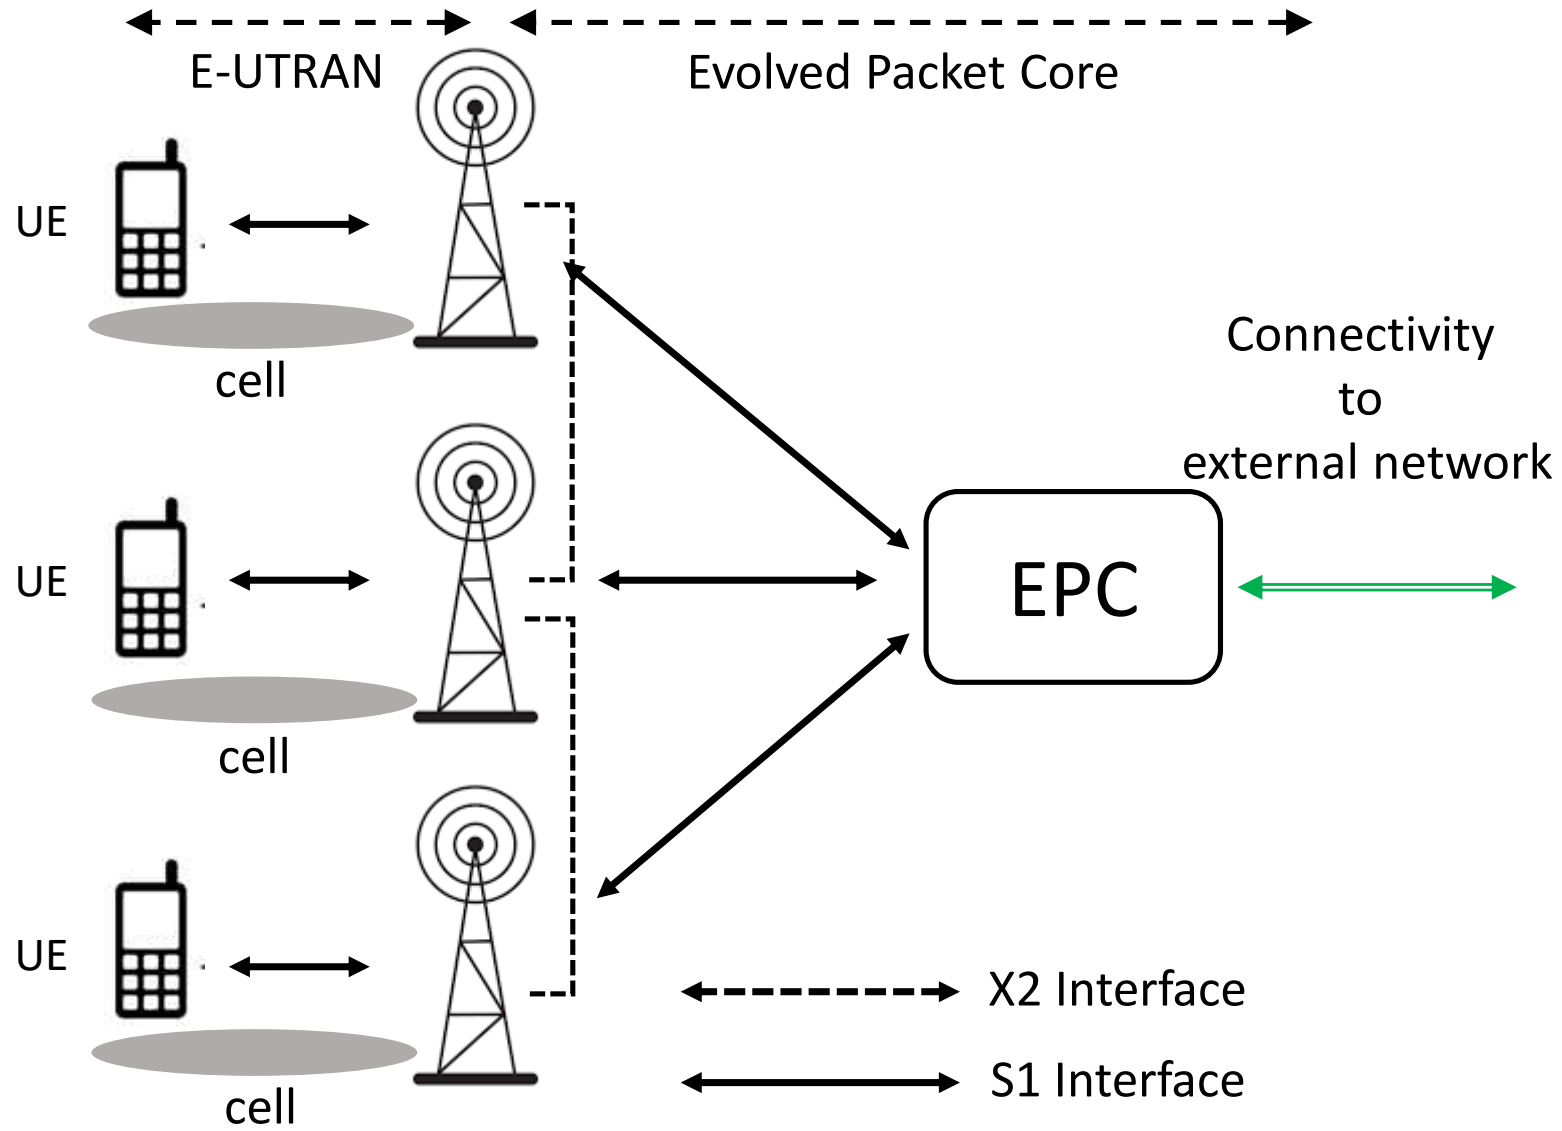 E-UTRAN
Evolved Packet Core
UE
cell
Connectivity
to
external network
UE
EPC
cell
UE
X2 Interface
S1 Interface
cell